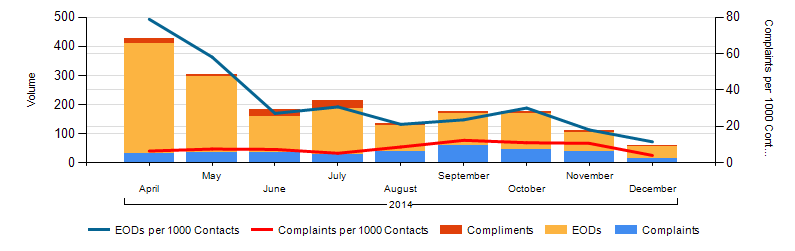 500 80
400 60
300 40
200 20
100
0 0
Volume
Complaints per 1000 Cont...
April May June July August September October November December
2014
EODs per 1000 Contacts Complaints per 1000 Contacts Compliments EODs Complaints